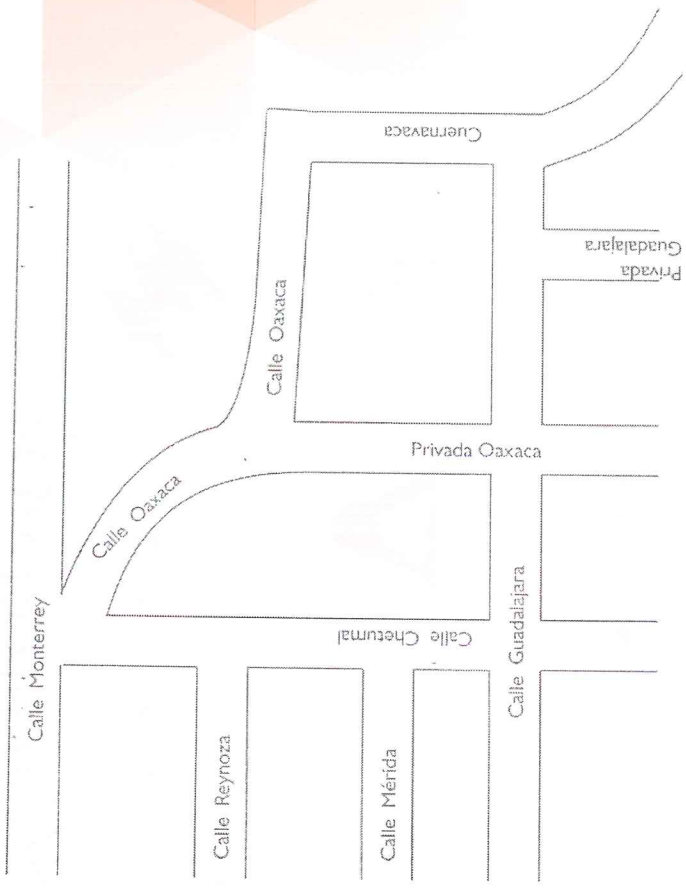 Cuernavaca
Privada
Guadalajara
Calle Oaxaca
Privada Oaxaca
Calle Oaxaca
Calle Monterrey
Calle Chetumal
Calle Guadalajara
Calle Reynoza
Calle Mérida